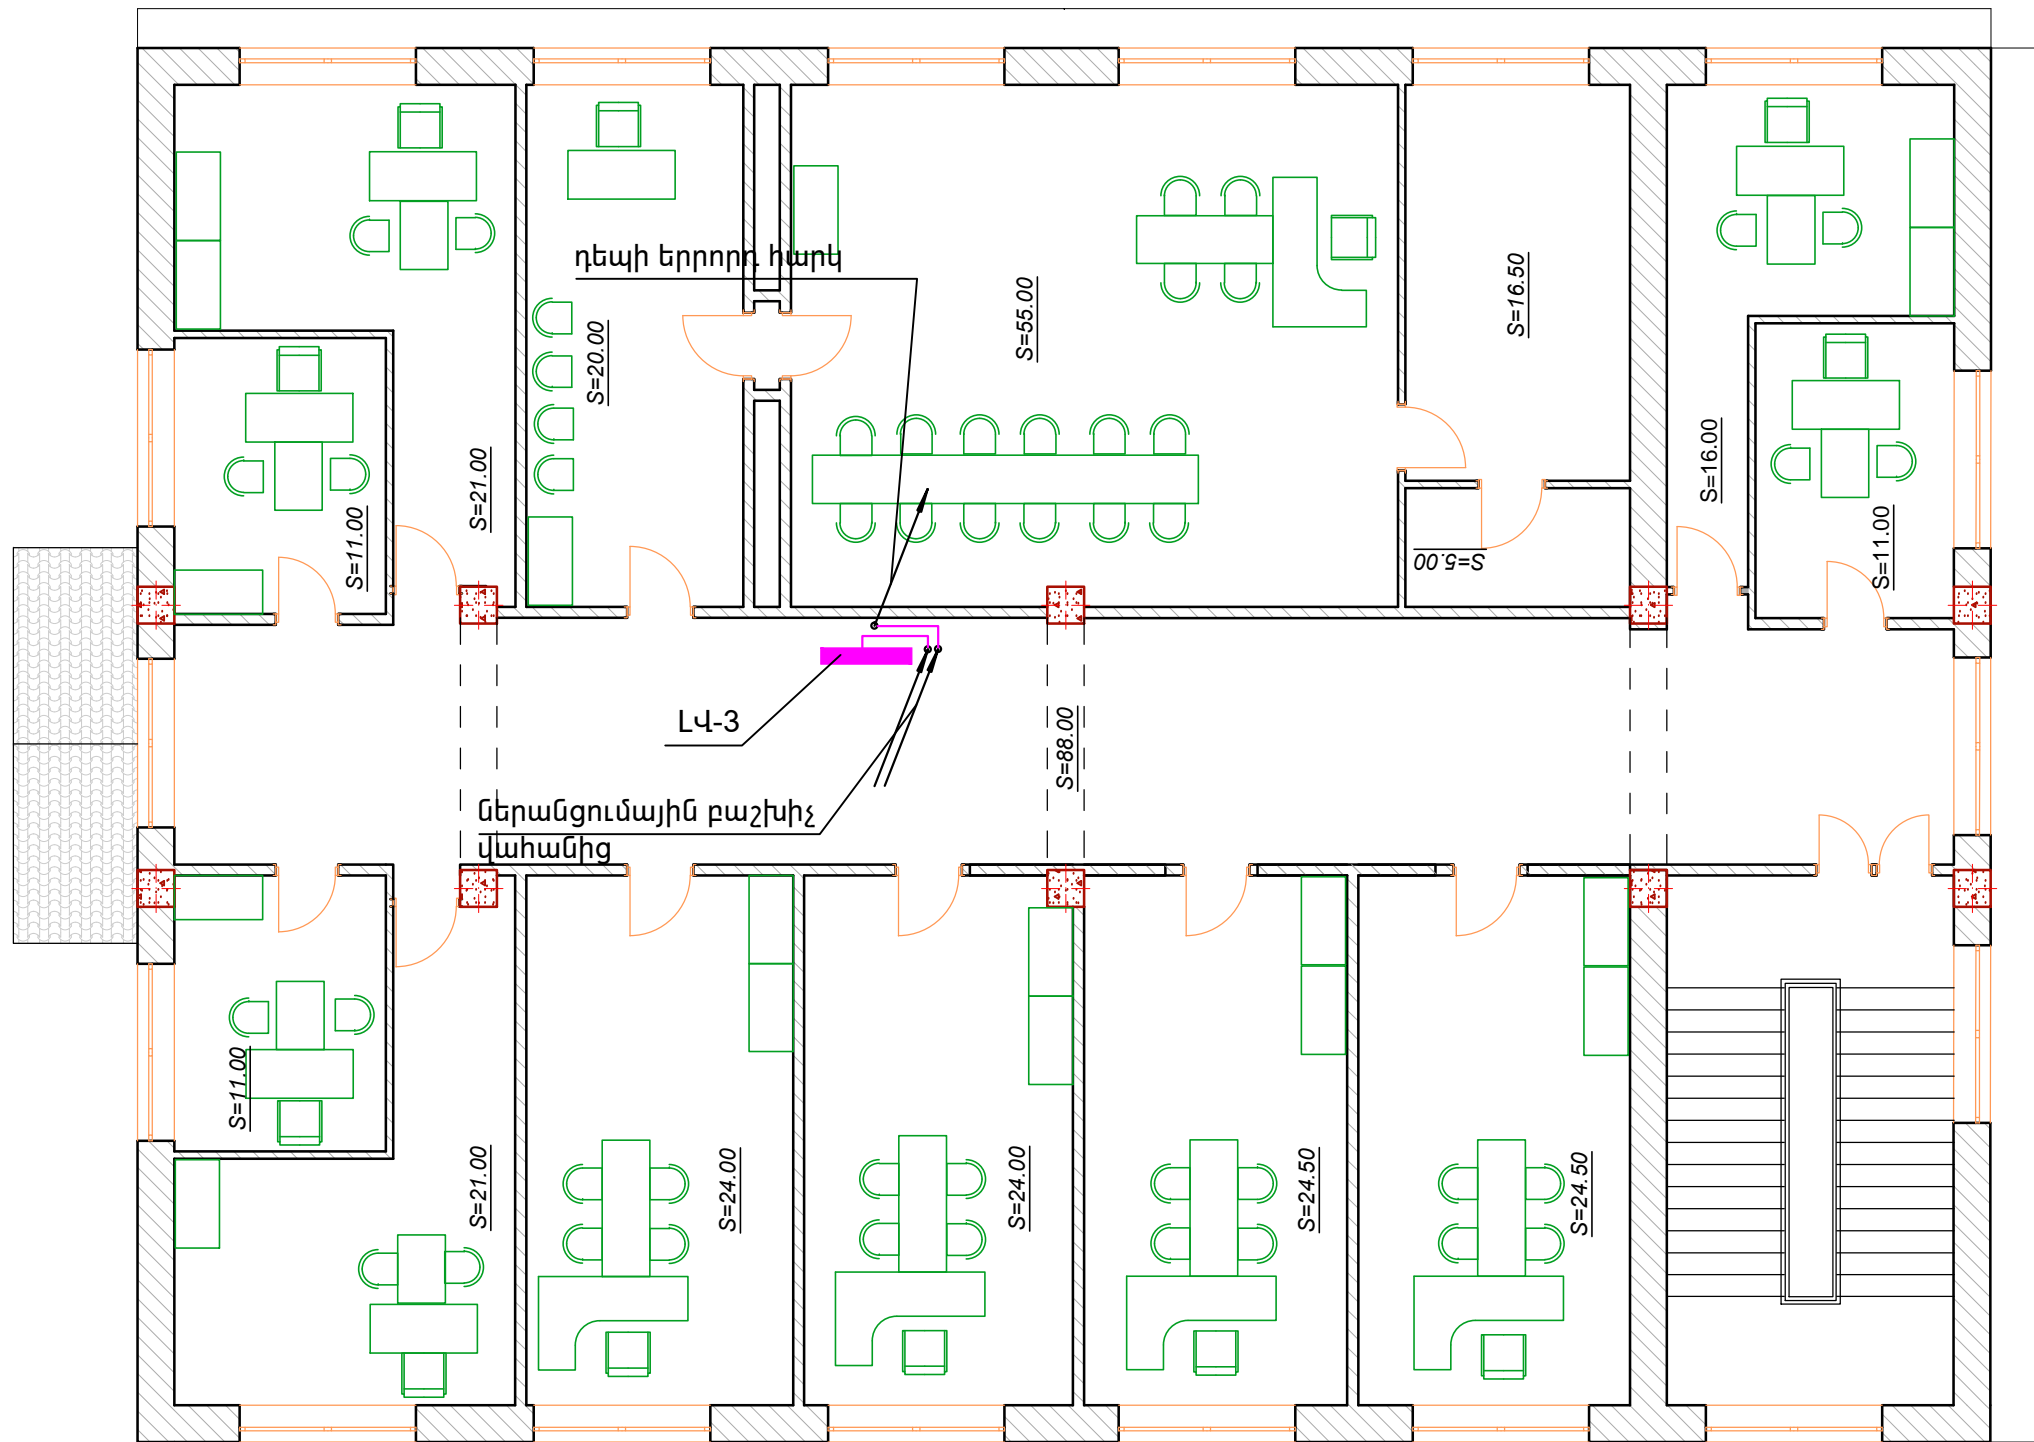 դեպի երրորդ հարկ
S=55.00
S=16.50
S=20.00
S=21.00
S=11.00
S=16.00
S=11.00
S=5.00
ԼՎ-3
S=88.00
ներանցումային բաշխիչ
վահանից
S=11.00
S=21.00
S=24.00
S=24.00
S=24.50
S=24.50